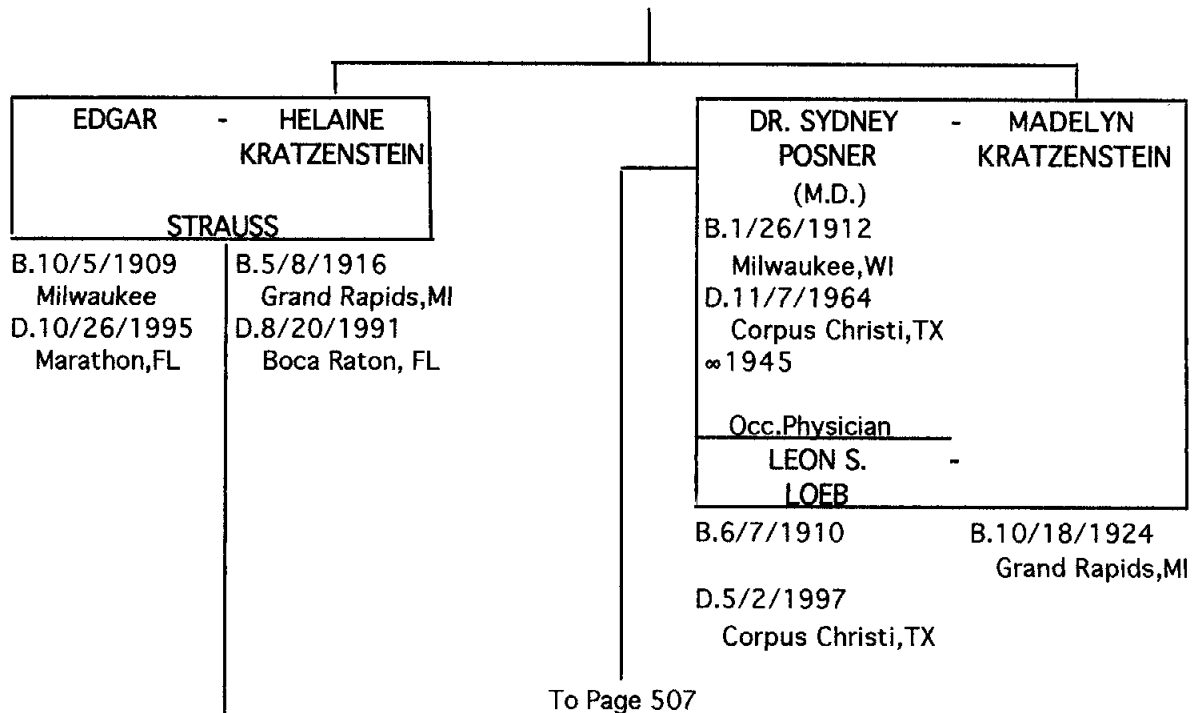 EDGAR - HELAINE
KRATZENSTEIN
STRAUSS
B.10/5/1909
Milwaukee
D.10/26/1995
Marathon,FL
B.5/8/1916
Grand Rapids,MI
D.8/20/1991
Boca Raton, FL
DR. SYDNEY - MADELYN
POSNER KRATZENSTEIN
(M.D.)
B.1/26/1912
Milwaukee,WI
D.11/7/1964
Corpus Christi,TX
∞1945
Occ.Physician
LEON S. -
LOEB
B.6/7/1910
D.5/2/1997
Corpus Christi,TX
B.10/18/1924
Grand Rapids,MI
To Page 507